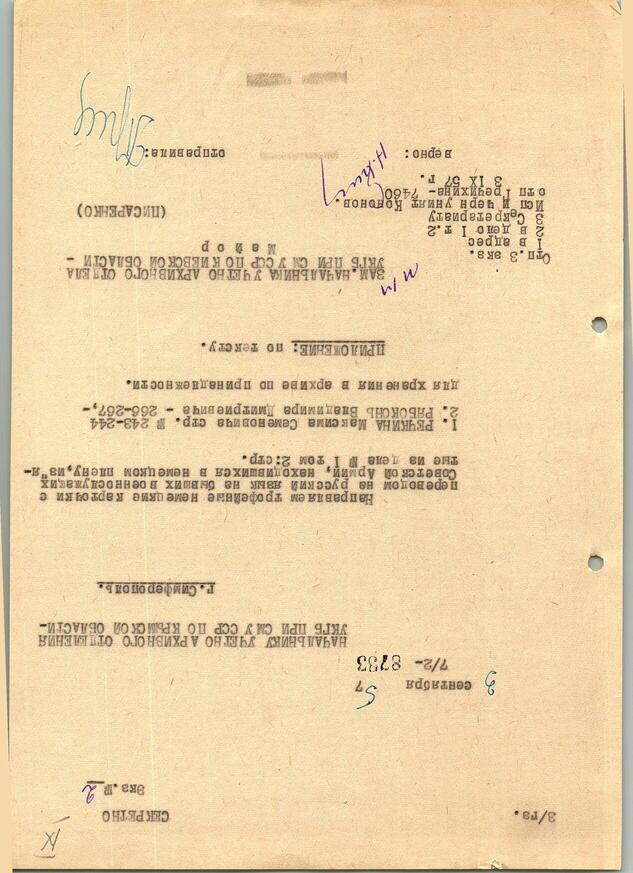 3/гз.
СЕКРЕТНО
Экз.№ 2
3 сентября 57
7/2- 8733
НАЧАЛЬНИКУ УЧЕТНО АРХИВНОГО ОТДЕЛЕНИЯ
УКГБ ПРИ СМ УССР ПО КРЫМСКОЙ ОБЛАСТИ-
г. Симферополь.
Направляем трофейные немецкие карточки с
переводом на русский язык на бывших военнослужащих
Советской Армии, находившихся в немецком плену, из"я-
тые из дела № 1 том 2:стр.
1. РЕЧКИНА Максима Семеновича стр. № 243-244
2. РЯБОКОНЬ Владимира Дмитриевича - 266-267,-
для хранения в архиве по принадлежности.
ПРИЛОЖЕНИЕ: по тексту.
ЗАМ.НАЧАЛЬНИКА УЧЕТНО АРХИВНОГО ОТДЕЛА
УКГБ ПРИ СМ УССР ПО КИЕВСКОЙ ОБЛАСТИ -
Майор
п/п
(ПИСАРЕНКО)
Отп. 3 экз.
1 в адрес
2 в дело 1 т.2
3 Секретариату
Исп и черн уничт Кононов.
отп Гречихина- 7460
3 IX 57 г.
верно:
отправила: